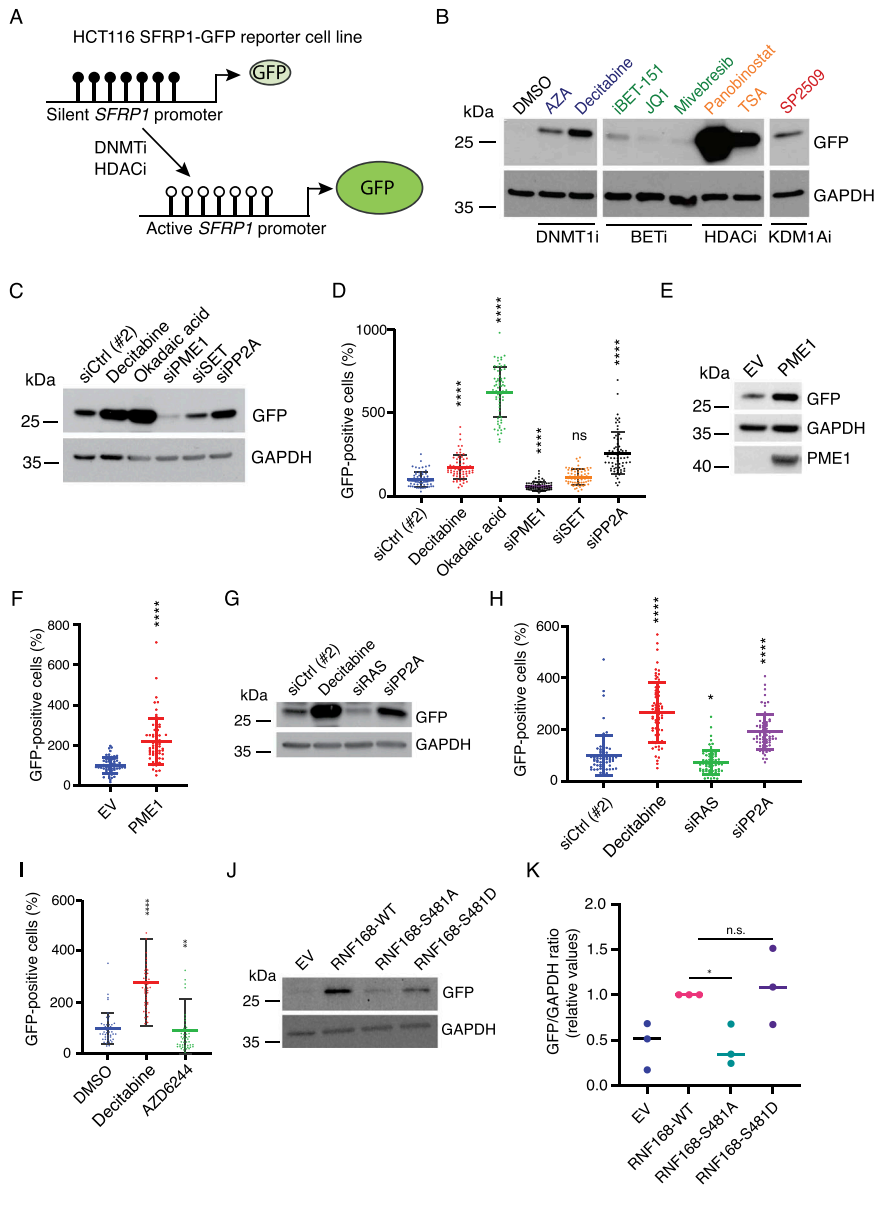 A
HCT116 SFRP1-GFP reporter cell line
GFP
Silent SFRP1 promoter
DNMTi
HDACi
GFP
Active SFRP1 promoter
B
kDa
DMSO
AZA
Decitabine
iBET-151
JQ1
Mivebresib
Panobinostat
TSA
SP2509
25
GFP
35
GAPDH
DNMT1i
BETi
HDACi
KDM1Ai
C
kDa
siCtrl (#2)
Decitabine
Okadaic acid
siPME1
siSET
siPP2A
25
GFP
35
GAPDH
D
GFP-positive cells (%)
1000
500
0
****
****
****
ns
****
siCtrl (#2)
Decitabine
Okadaic acid
siPME1
siSET
siPP2A
E
kDa
EV
PME1
25
GFP
35
GAPDH
40
PME1
F
GFP-positive cells (%)
800
600
400
200
0
****
EV
PME1
G
kDa
siCtrl (#2)
Decitabine
siRAS
siPP2A
25
GFP
35
GAPDH
H
GFP-positive cells (%)
600
400
200
0
****
*
****
siCtrl (#2)
Decitabine
siRAS
siPP2A
I
GFP-positive cells (%)
600
400
200
0
****
**
DMSO
Decitabine
AZD6244
J
kDa
EV
RNF168-WT
RNF168-S481A
RNF168-S481D
25
GFP
35
GAPDH
K
GFP/GAPDH ratio
(relative values)
2.0
1.5
1.0
0.5
0.0
n.s.
*
EV
RNF168-WT
RNF168-S481A
RNF168-S481D